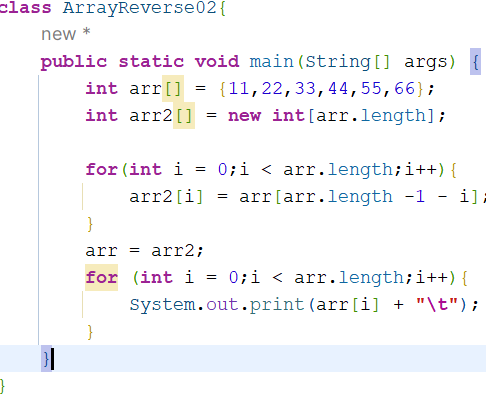 class ArrayReverse02{
new *
public static void main(String[] args) {
int arr[] = {11,22,33,44,55,66};
int arr2[] = new int[arr.length];
for(int i = 0;i < arr.length;i++){
arr2[i] = arr[arr.length -1 - i];
}
arr = arr2;
for (int i = 0;i < arr.length;i++){
System.out.print(arr[i] + "\t");
}
}
}